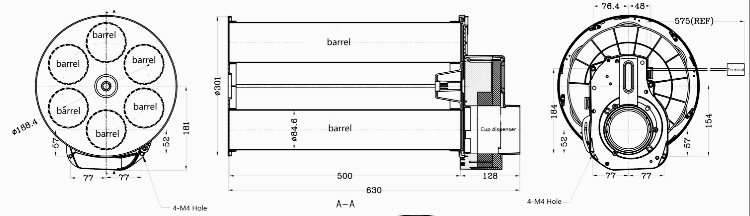 A
barrel
barrel
barrel
barrel
barrel
barrel
ø188.4
57
52
181
77
77
4-M4 Hole
A
barrel
barrel
ø301
ø84.6
Cup dispenser
500
128
630
A-A
76.4
48
575(REF)
184
52
154
57
77
77
4-M4 Hole